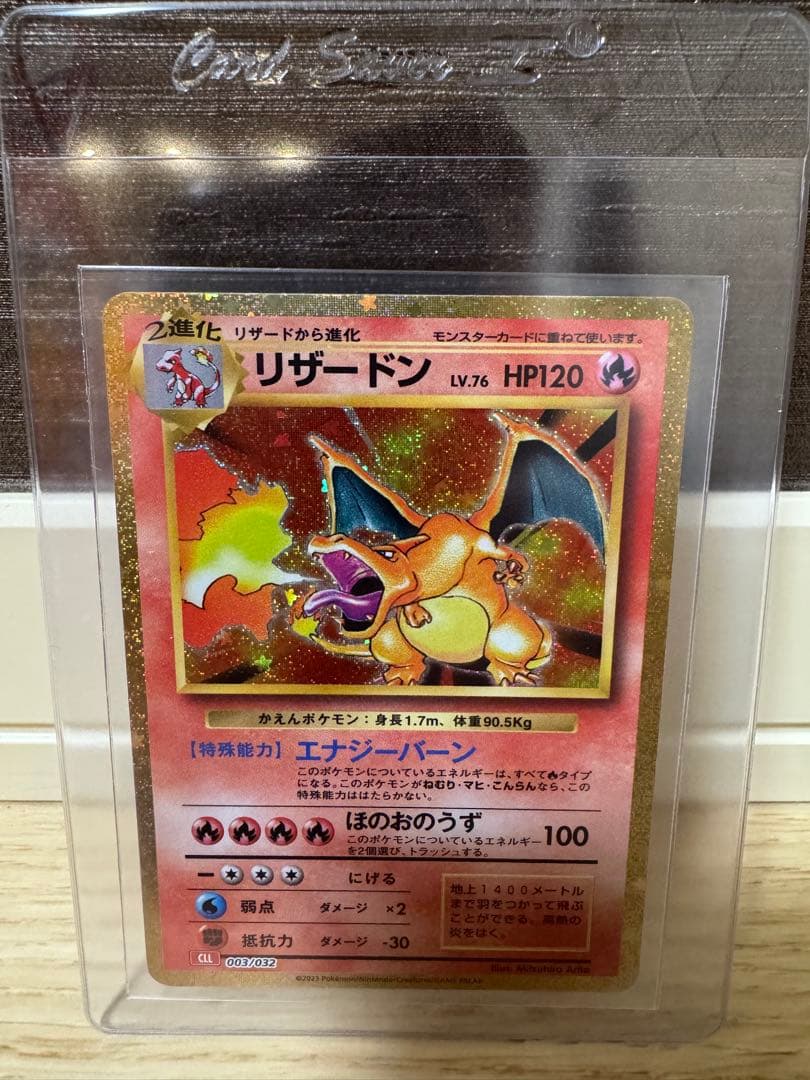 Card Saver I
2進化 リザードから進化 モンスターカードに重ねて使います。
リザードン LV.76 HP120
かえんポケモン：身長1.7m、体重90.5Kg
【特殊能力】エナジーバーン
このポケモンについているエネルギーは、すべてタイプ
になる。このポケモンがねむり・マヒ・こんらんなら、この
特殊能力ははたらかない。
ほのおのうず 100
このポケモンについているエネルギー
を2個選び、トラッシュする。
にげる
弱点 ダメージ ×2
抵抗力 ダメージ -30
地上1400メートル
まで羽をつかって飛ぶ
ことができる。高熱の
炎をはく。
CLL 003/032
Illus. Mitsuhiro Arita
©2023 Pokémon/Nintendo/Creatures/GAME FREAK